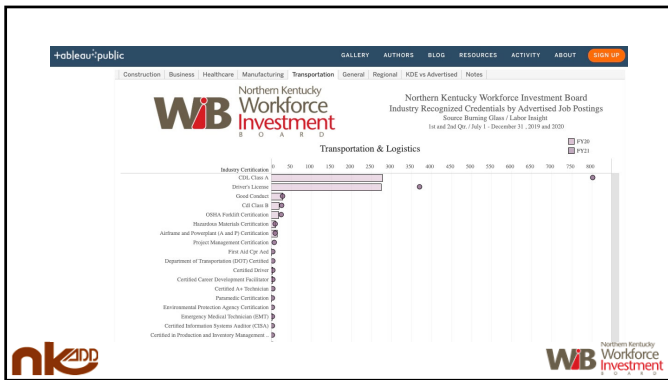 +ableau:public
GALLERY AUTHORS BLOG RESOURCES ACTIVITY ABOUT SIGN UP
Construction Business Healthcare Manufacturing Transportation General Regional KDE vs Advertised Notes
WiB
Northern Kentucky
Workforce
Investment
BOARD
Northern Kentucky Workforce Investment Board
Industry Recognized Credentials by Advertised Job Postings
Source Burning Glass / Labor Insight
1st and 2nd Qtr. / July 1 - December 31 , 2019 and 2020
Transportation & Logistics
FY20
FY21
Industry Certification
0 50 100 150 200 250 300 350 400 450 500 550 600 650 700 750 800
CDL Class A
Driver's License
Good Conduct
Cdl Class B
OSHA Forklift Certification
Hazardous Materials Certification
Airframe and Powerplant (A and P) Certification
Project Management Certification
First Aid Cpr Aed
Department of Transportation (DOT) Certified
Certified Driver
Certified Career Development Facilitator
Certified A+ Technician
Paramedic Certification
Environmental Protection Agency Certification
Emergency Medical Technician (EMT)
Certified Information Systems Auditor (CISA)
Certified in Production and Inventory Management ..
nkADD
WiB
Northern Kentucky
Workforce
Investment
BOARD